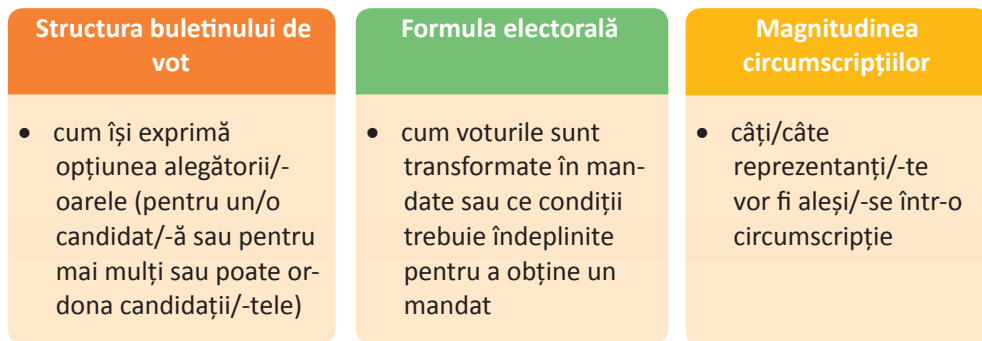 Structura buletinului de
vot
• cum își exprimă
opțiunea alegătorii/-
oarele (pentru un/o
candidat/-ă sau pentru
mai mulți sau poate or-
dona candidații/-tele)
Formula electorală
• cum voturile sunt
transformate în man-
date sau ce condiții
trebuie îndeplinite
pentru a obține un
mandat
Magnitudinea
circumscripțiilor
• câți/câte
reprezentanți/-te
vor fi aleși/-se într-o
circumscripție